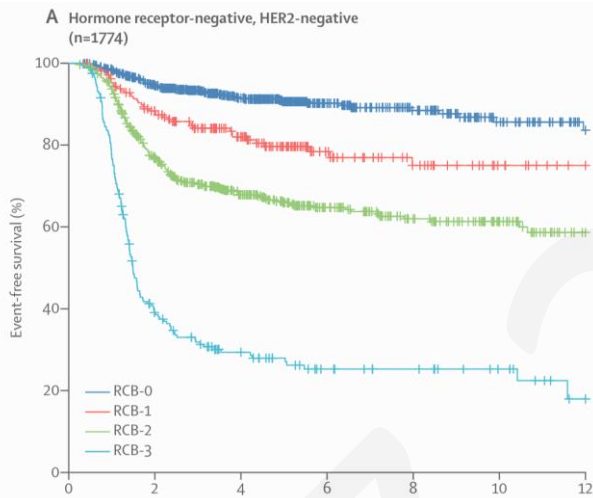 A Hormone receptor-negative, HER2-negative
(n=1774)
100
80
60
40
20
0
Event-free survival (%)
RCB-0
RCB-1
RCB-2
RCB-3
0 2 4 6 8 10 12